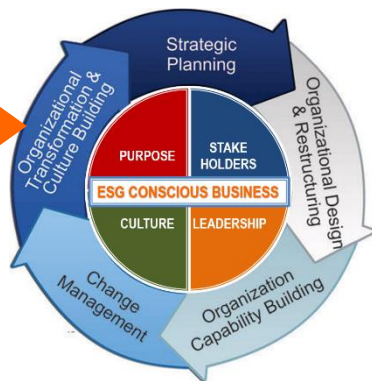 Strategic
Planning
Organizational Design
& Restructuring
Organization
Capability Building
Change
Management
Organizational
Transformation &
Culture Building
PURPOSE
STAKE
HOLDERS
ESG CONSCIOUS BUSINESS
CULTURE
LEADERSHIP